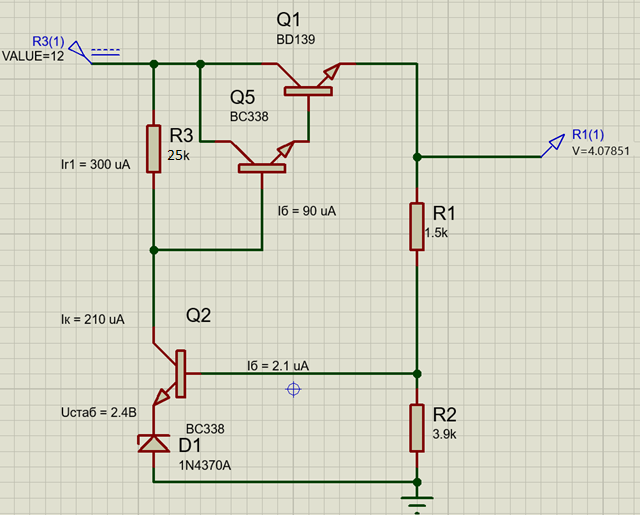 Q1
BD139
R3(1)
VALUE=12
Q5
BC338
R3
25k
Ir1 = 300 uA
R1(1)
V=4.07851
Iб = 90 uA
R1
1.5k
Q2
Iк = 210 uA
Iб = 2.1 uA
Uстаб = 2.4В
BC338
D1
1N4370A
R2
3.9k